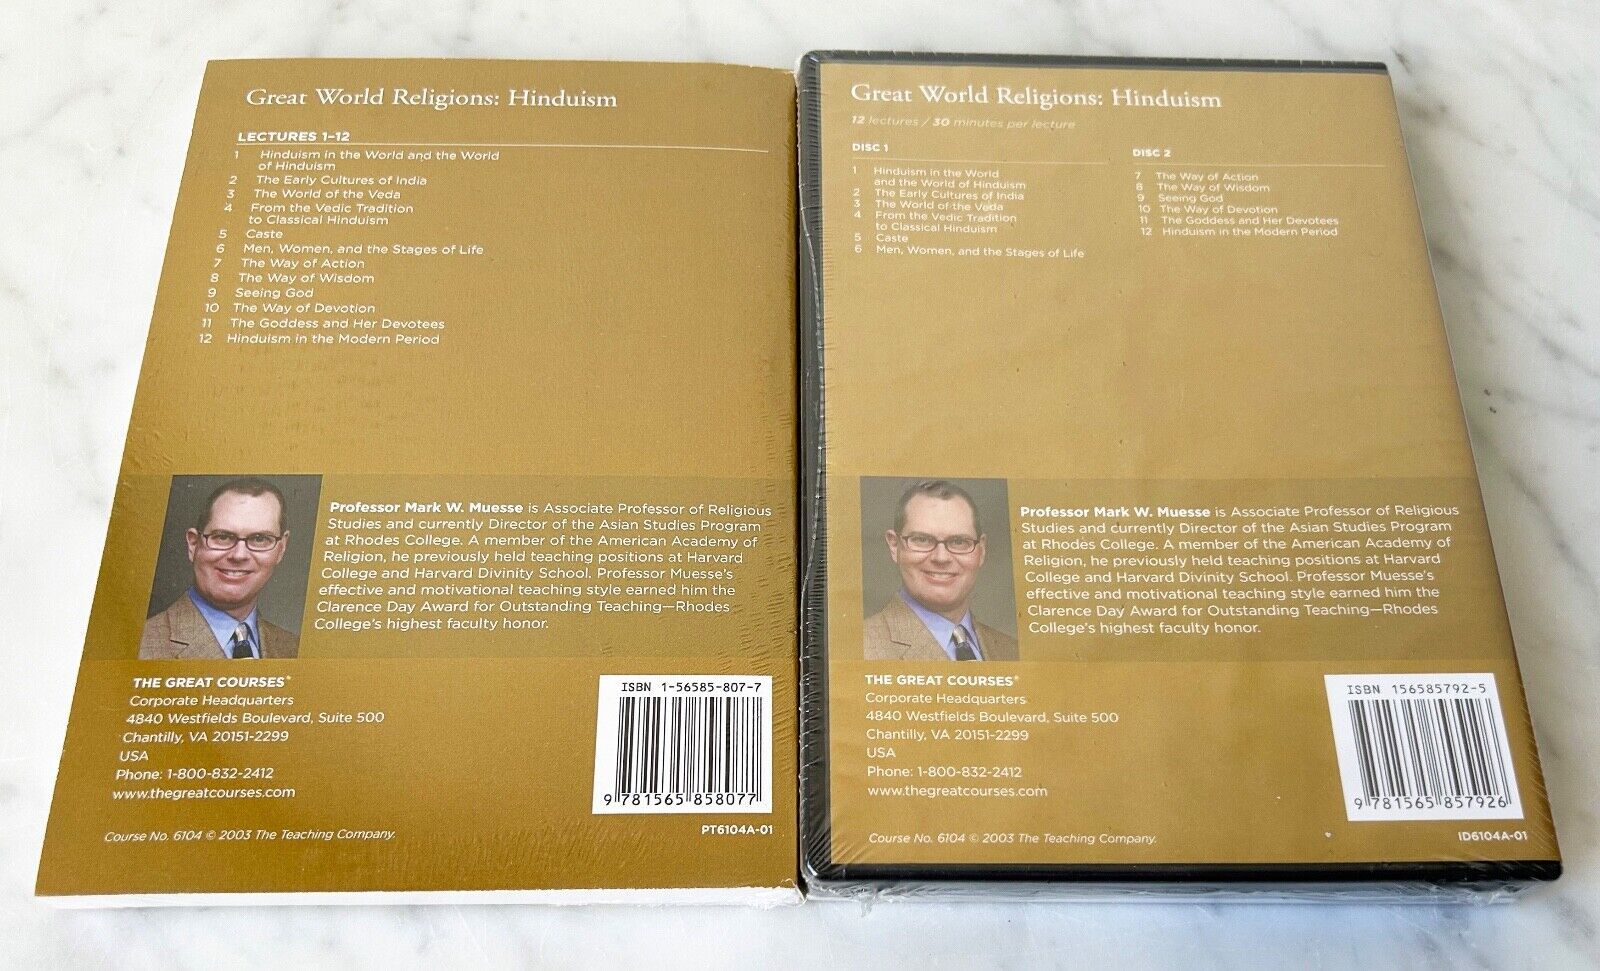 Great World Religions: Hinduism
LECTURES 1–12
1 Hinduism in the World and the World
of Hinduism
2 The Early Cultures of India
3 The World of the Veda
4 From the Vedic Tradition
to Classical Hinduism
5 Caste
6 Men, Women, and the Stages of Life
7 The Way of Action
8 The Way of Wisdom
9 Seeing God
10 The Way of Devotion
11 The Goddess and Her Devotees
12 Hinduism in the Modern Period
Professor Mark W. Muesse is Associate Professor of Religious
Studies and currently Director of the Asian Studies Program
at Rhodes College. A member of the American Academy of
Religion, he previously held teaching positions at Harvard
College and Harvard Divinity School. Professor Muesse's
effective and motivational teaching style earned him the
Clarence Day Award for Outstanding Teaching—Rhodes
College's highest faculty honor.
THE GREAT COURSES®
Corporate Headquarters
4840 Westfields Boulevard, Suite 500
Chantilly, VA 20151-2299
USA
Phone: 1-800-832-2412
www.thegreatcourses.com
Course No. 6104 © 2003 The Teaching Company.
ISBN 1-56585-807-7
9 781565 858077
PT6104A-01
Great World Religions: Hinduism
12 lectures / 30 minutes per lecture
DISC 1
1 Hinduism in the World
and the World of Hinduism
2 The Early Cultures of India
3 The World of the Veda
4 From the Vedic Tradition
to Classical Hinduism
5 Caste
6 Men, Women, and the Stages of Life
DISC 2
7 The Way of Action
8 The Way of Wisdom
9 Seeing God
10 The Way of Devotion
11 The Goddess and Her Devotees
12 Hinduism in the Modern Period
Professor Mark W. Muesse is Associate Professor of Religious
Studies and currently Director of the Asian Studies Program
at Rhodes College. A member of the American Academy of
Religion, he previously held teaching positions at Harvard
College and Harvard Divinity School. Professor Muesse's
effective and motivational teaching style earned him the
Clarence Day Award for Outstanding Teaching—Rhodes
College's highest faculty honor.
THE GREAT COURSES®
Corporate Headquarters
4840 Westfields Boulevard, Suite 500
Chantilly, VA 20151-2299
USA
Phone: 1-800-832-2412
www.thegreatcourses.com
Course No. 6104 © 2003 The Teaching Company.
ISBN 156585792-5
9 781565 857926
ID6104A-01